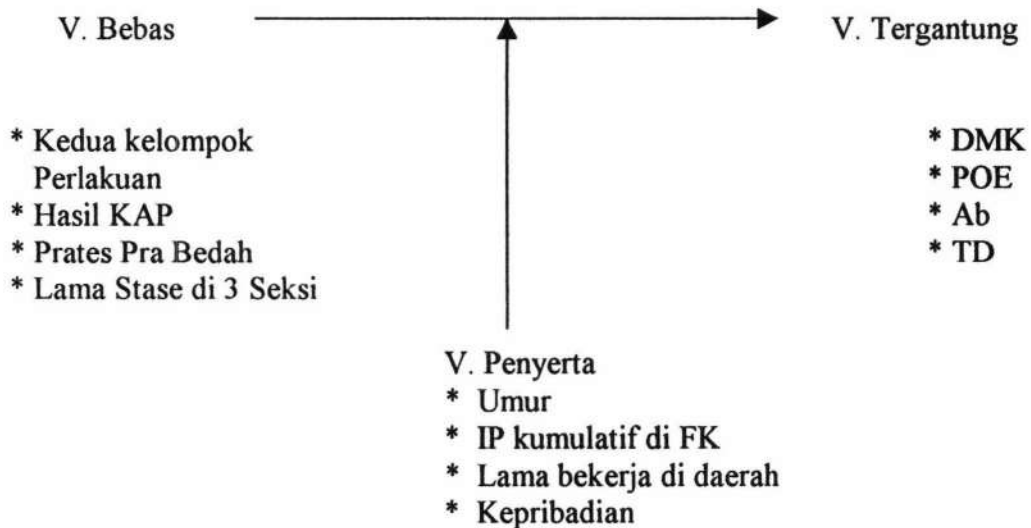 V. Bebas
V. Tergantung
* Kedua kelompok
Perlakuan
* Hasil KAP
* Prates Pra Bedah
* Lama Stase di 3 Seksi
* DMK
* POE
* Ab
* TD
V. Penyerta
* Umur
* IP kumulatif di FK
* Lama bekerja di daerah
* Kepribadian